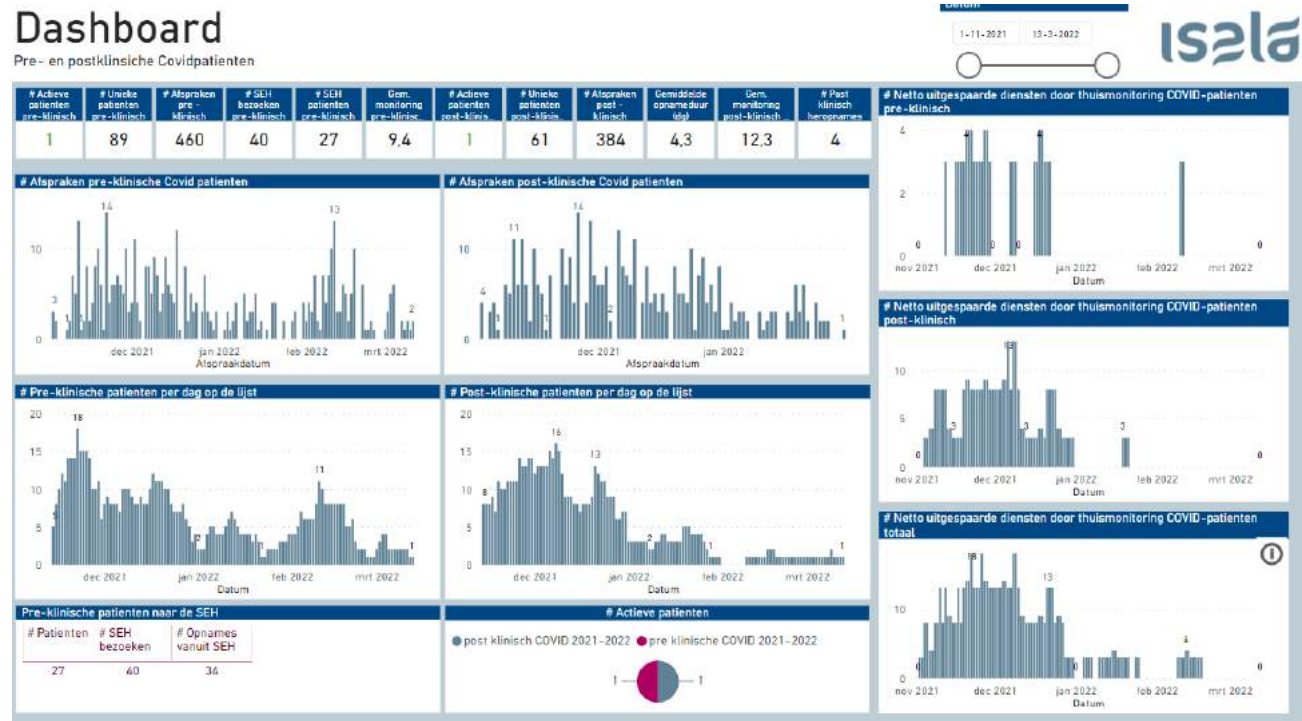 Dashboard
Pre- en postklinsiche Covidpatienten
Datum
1-11-2021 13-3-2022
isala
# Actieve patienten pre-klinisch
1
# Unieke patienten pre-klinisch
89
# Afspraken pre-klinisch
460
# SEH bezoeken pre-klinisch
40
# SEH patienten pre-klinisch
27
Gem. monitoring pre-klinisc...
9,4
# Actieve patienten post-klinis...
1
# Unieke patienten post-klinis...
61
# Afspraken post-klinisch
384
Gemiddelde opnameduur (dg)
4,3
Gem. monitoring post-klinisch ...
12,3
# Post klinisch heropnames
4
# Afspraken pre-klinische Covid patienten
14
13
10
3
1
1
2
0
dec 2021 jan 2022 feb 2022 mrt 2022
Afspraakdatum
# Afspraken post-klinische Covid patienten
14
11
10
4
1
1
2
1
0
dec 2021 jan 2022
Afspraakdatum
# Pre-klinische patienten per dag op de lijst
20
18
15
11
10
5
5
2
1
1
0
dec 2021 jan 2022 feb 2022 mrt 2022
Datum
# Post-klinische patienten per dag op de lijst
20
16
15
13
10
8
5
2
1
1
0
dec 2021 jan 2022 feb 2022 mrt 2022
Datum
Pre-klinische patienten naar de SEH
# Patienten # SEH bezoeken # Opnames vanuit SEH
27 40 34
# Actieve patienten
post klinisch COVID 2021-2022 pre klinische COVID 2021-2022
1 1
# Netto uitgespaarde diensten door thuismonitoring COVID-patienten
pre-klinisch
4
4 4
2
0 0 0 0
0
nov 2021 dec 2021 jan 2022 feb 2022 mrt 2022
Datum
# Netto uitgespaarde diensten door thuismonitoring COVID-patienten
post-klinisch
13
10
5
3 3 3
0 0
0
nov 2021 dec 2021 jan 2022 feb 2022 mrt 2022
Datum
# Netto uitgespaarde diensten door thuismonitoring COVID-patienten
totaal
18
13
10
0 0 0
0
nov 2021 dec 2021 jan 2022 feb 2022 mrt 2022
Datum